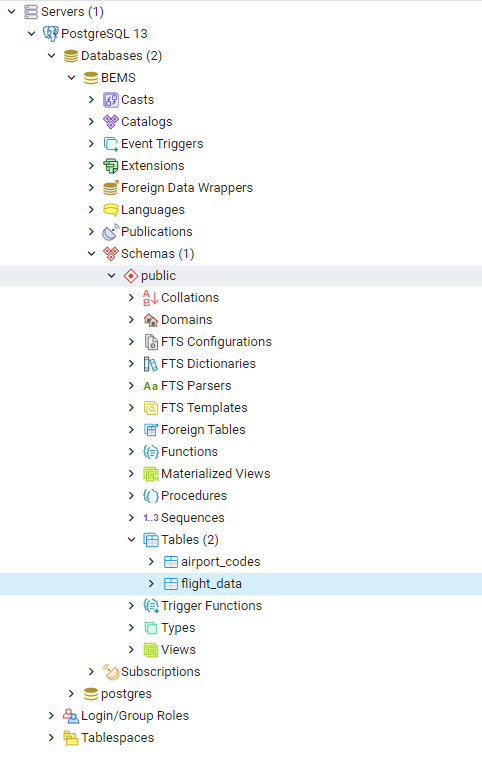 Servers (1)
PostgreSQL 13
Databases (2)
BEMS
Casts
Catalogs
Event Triggers
Extensions
Foreign Data Wrappers
Languages
Publications
Schemas (1)
public
Collations
Domains
FTS Configurations
FTS Dictionaries
Aa FTS Parsers
FTS Templates
Foreign Tables
Functions
Materialized Views
Procedures
1..3 Sequences
Tables (2)
airport_codes
flight_data
Trigger Functions
Types
Views
Subscriptions
postgres
Login/Group Roles
Tablespaces